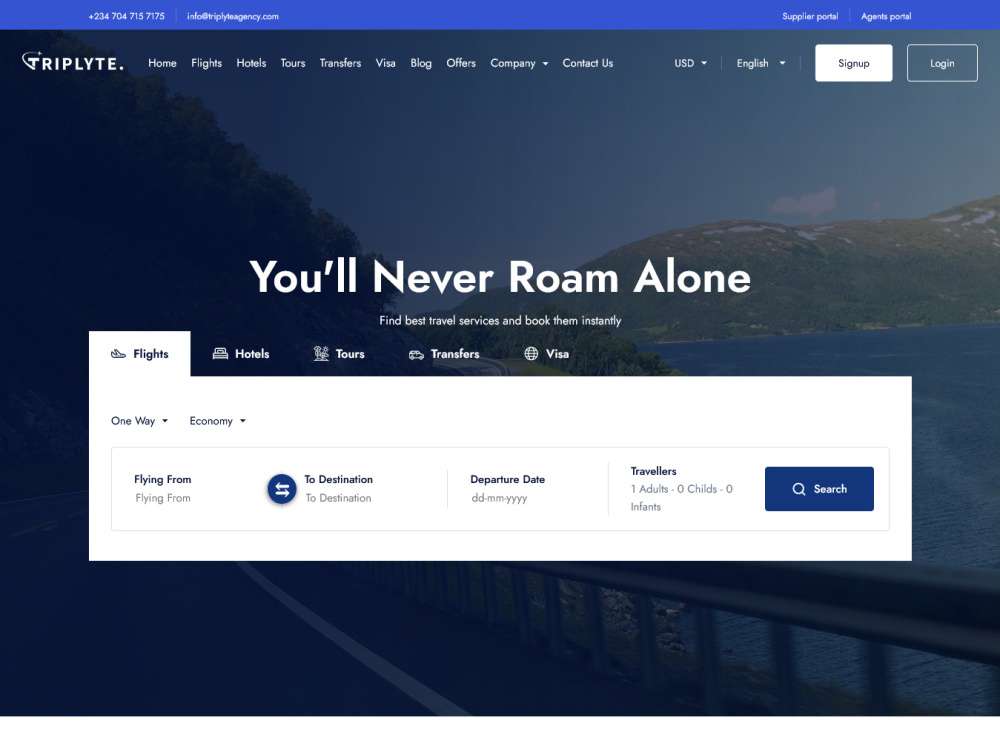 +234 704 715 7175 info@triplyteagency.com Supplier portal Agents portal
TRIPLYTE. Home Flights Hotels Tours Transfers Visa Blog Offers Company Contact Us USD English Signup Login
You'll Never Roam Alone
Find best travel services and book them instantly
Flights Hotels Tours Transfers Visa
One Way Economy
Flying From To Destination Departure Date Travellers
Flying From To Destination dd-mm-yyyy 1 Adults - 0 Childs - 0
Infants
Search